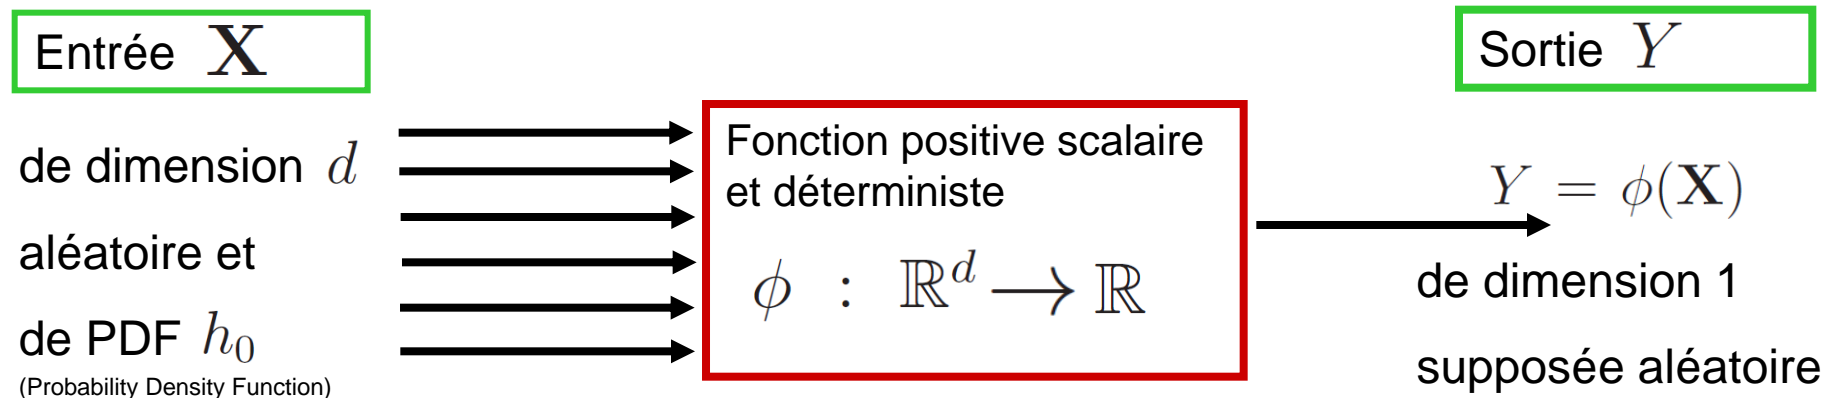 Entrée X
de dimension d
aléatoire et
de PDF h₀
(Probability Density Function)
Fonction positive scalaire
et déterministe
ϕ : ℝᵈ ⟶ ℝ
Sortie Y
Y = ϕ(X)
de dimension 1
supposée aléatoire